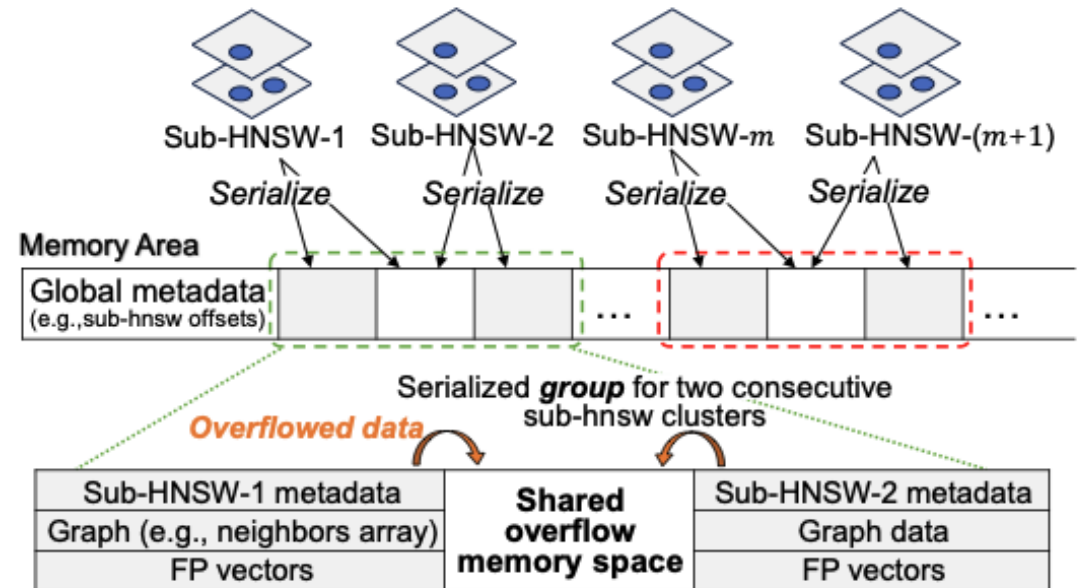 Sub-HNSW-1 Sub-HNSW-2 Sub-HNSW-m Sub-HNSW-(m+1)
Serialize Serialize Serialize Serialize
Memory Area
Global metadata
(e.g.,sub-hnsw offsets)
... ...
Serialized group for two consecutive
sub-hnsw clusters
Overflowed data
Sub-HNSW-1 metadata
Graph (e.g., neighbors array)
FP vectors
Shared
overflow
memory space
Sub-HNSW-2 metadata
Graph data
FP vectors